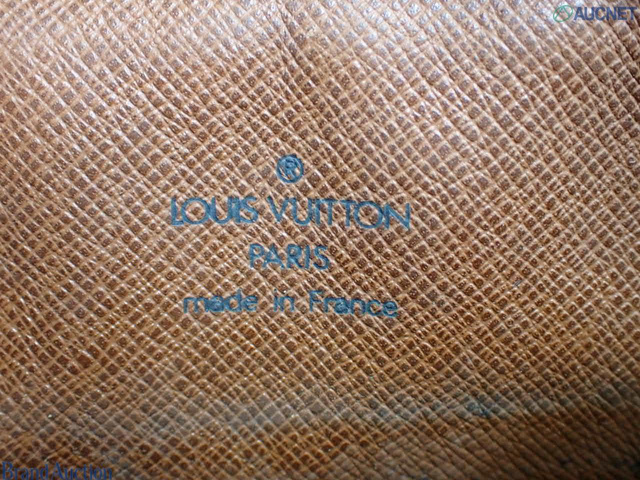 AUCNET
®
LOUIS VUITTON
PARIS
made in France
Brand Auction